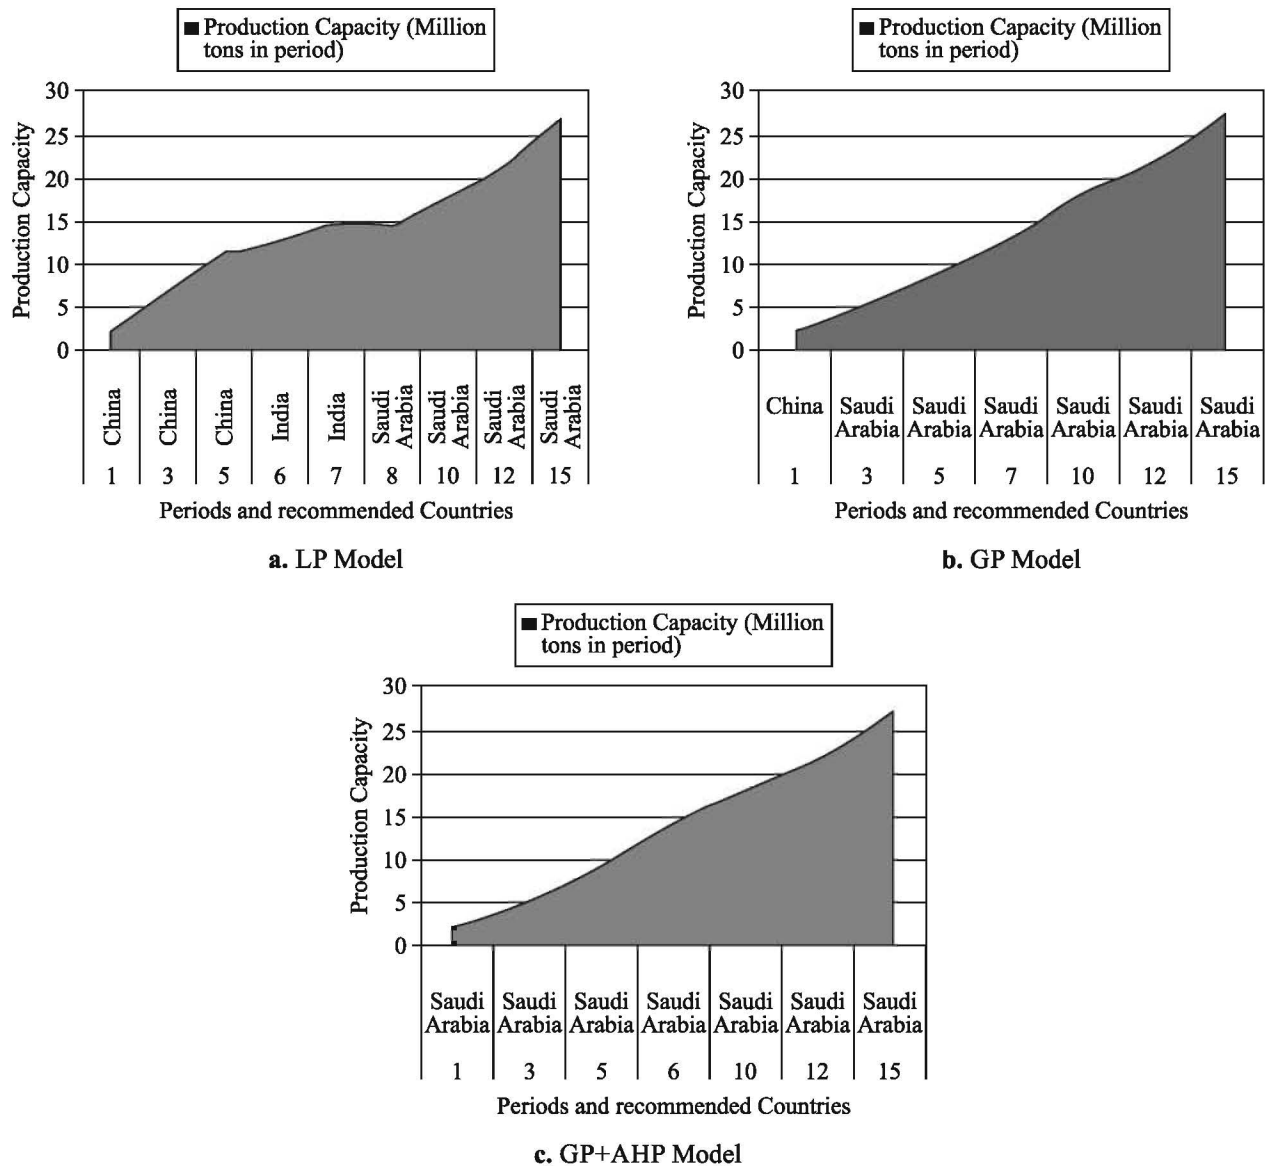 ■ Production Capacity (Million
tons in period)
Production Capacity
30
25
20
15
10
5
0
China China China India India Saudi Arabia Saudi Arabia Saudi Arabia Saudi Arabia
1 3 5 6 7 8 10 12 15
Periods and recommended Countries
a. LP Model
■ Production Capacity (Million
tons in period)
Production Capacity
30
25
20
15
10
5
0
China Saudi Saudi Saudi Saudi Saudi Saudi
Arabia Arabia Arabia Arabia Arabia Arabia
1 3 5 7 10 12 15
Periods and recommended Countries
b. GP Model
■ Production Capacity (Million
tons in period)
Production Capacity
30
25
20
15
10
5
0
Saudi Saudi Saudi Saudi Saudi Saudi Saudi
Arabia Arabia Arabia Arabia Arabia Arabia Arabia
1 3 5 6 10 12 15
Periods and recommended Countries
c. GP+AHP Model